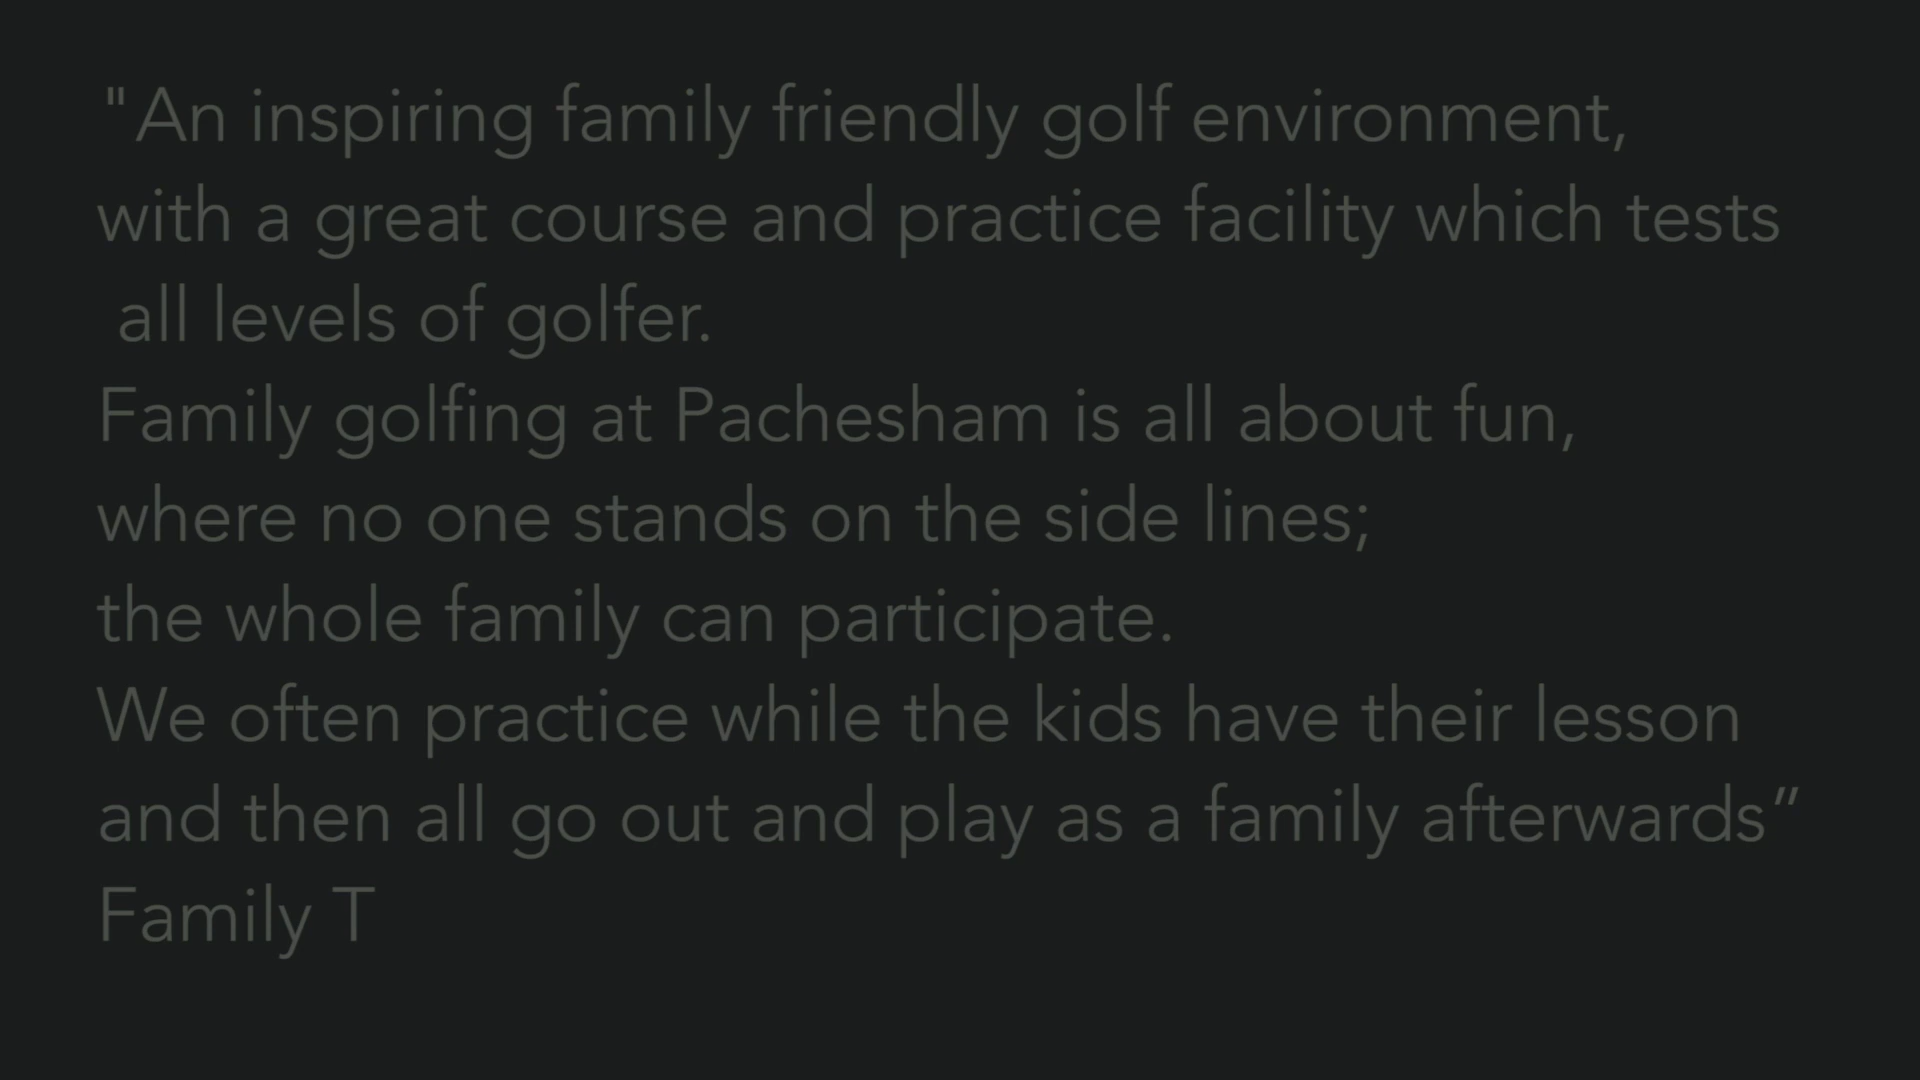 "An inspiring family friendly golf environment,
with a great course and practice facility which tests
all levels of golfer.
Family golfing at Pachesham is all about fun,
where no one stands on the side lines;
the whole family can participate.
We often practice while the kids have their lesson
and then all go out and play as a family afterwards”
Family T